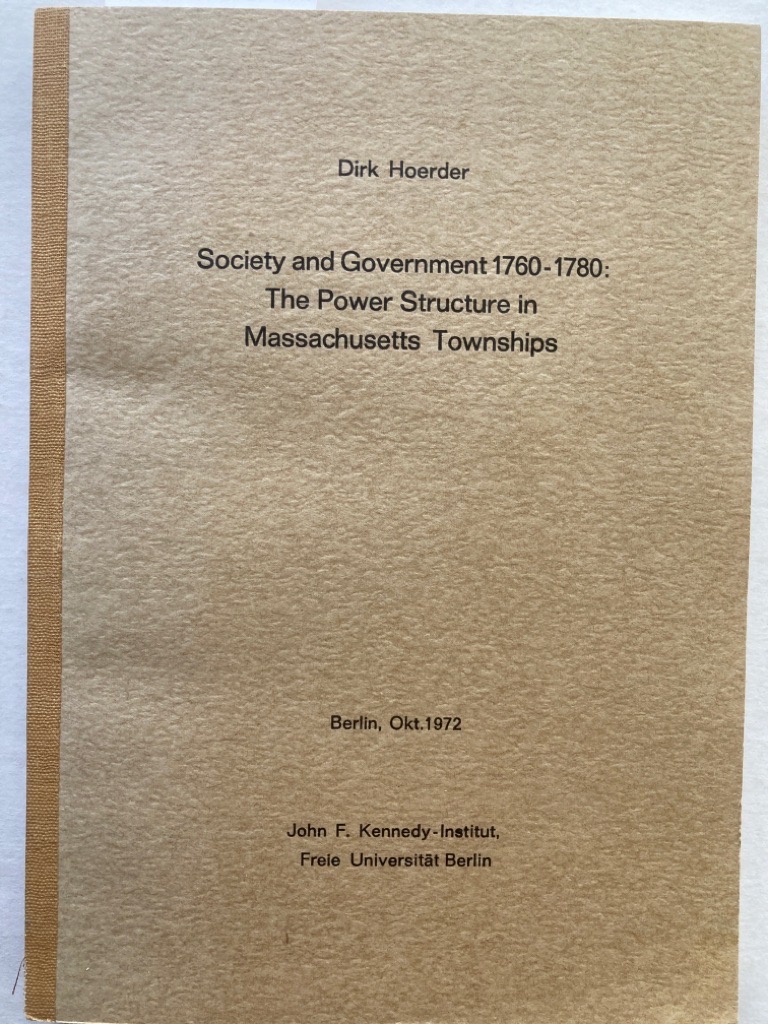 Dirk Hoerder
Society and Government 1760-1780:
The Power Structure in
Massachusetts Townships
Berlin, Okt.1972
John F. Kennedy-Institut,
Freie Universität Berlin